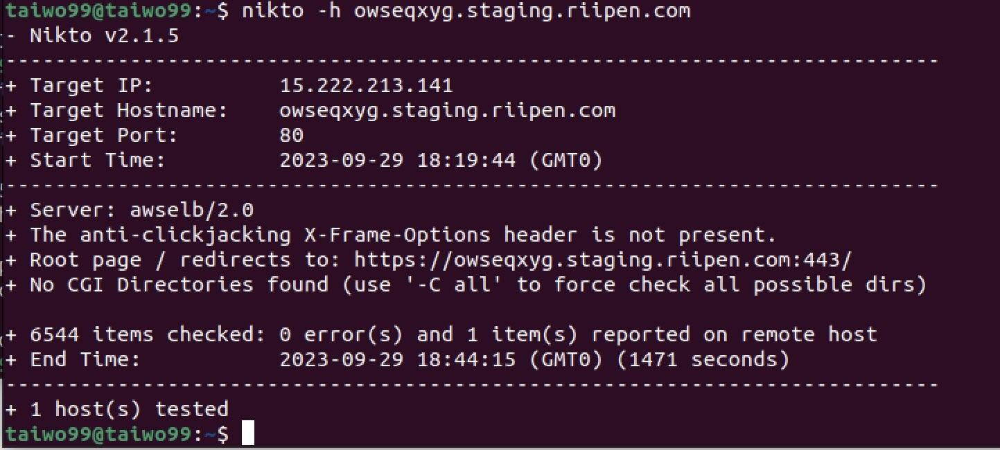 taiwo99@taiwo99:~$ nikto -h owseqxyg.staging.riipen.com
- Nikto v2.1.5
---------------------------------------------------------------------------
+ Target IP:          15.222.213.141
+ Target Hostname:    owseqxyg.staging.riipen.com
+ Target Port:        80
+ Start Time:         2023-09-29 18:19:44 (GMT0)
---------------------------------------------------------------------------
+ Server: awselb/2.0
+ The anti-clickjacking X-Frame-Options header is not present.
+ Root page / redirects to: https://owseqxyg.staging.riipen.com:443/
+ No CGI Directories found (use '-C all' to force check all possible dirs)
+ 6544 items checked: 0 error(s) and 1 item(s) reported on remote host
+ End Time:           2023-09-29 18:44:15 (GMT0) (1471 seconds)
---------------------------------------------------------------------------
+ 1 host(s) tested
taiwo99@taiwo99:~$